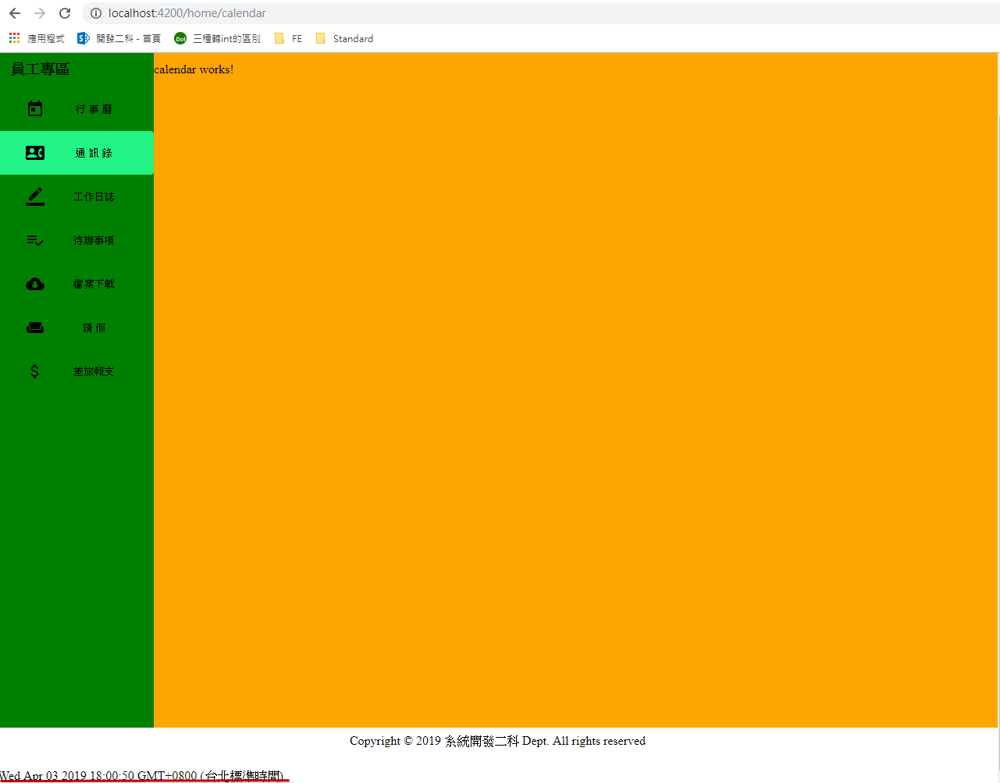 localhost:4200/home/calendar
應用程式 開發二科 - 首頁 Dot 三種轉int的區別 FE Standard
員工專區
calendar works!
行 事 曆
通 訊 錄
工作日誌
待辦事項
檔案下載
請 假
差旅報支
Copyright © 2019 系統開發二科 Dept. All rights reserved
Wed Apr 03 2019 18:00:50 GMT+0800 (台北標準時間)